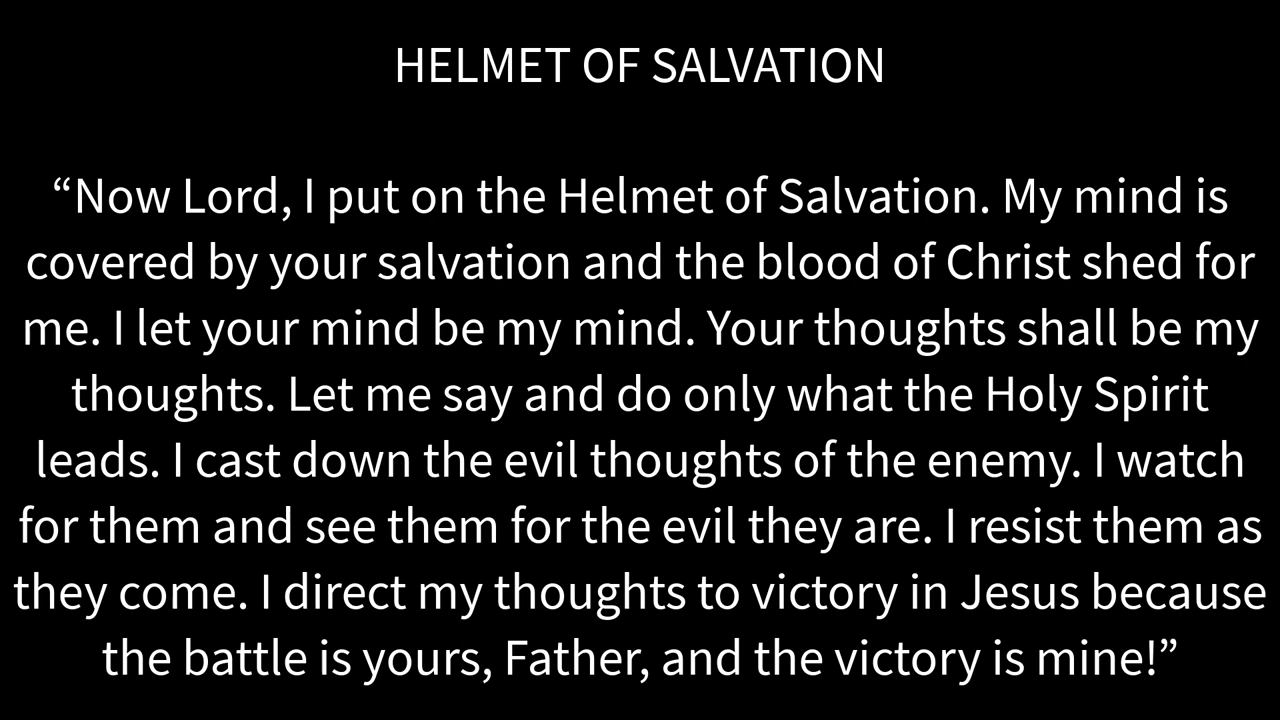 HELMET OF SALVATION
“Now Lord, I put on the Helmet of Salvation. My mind is
covered by your salvation and the blood of Christ shed for
me. I let your mind be my mind. Your thoughts shall be my
thoughts. Let me say and do only what the Holy Spirit
leads. I cast down the evil thoughts of the enemy. I watch
for them and see them for the evil they are. I resist them as
they come. I direct my thoughts to victory in Jesus because
the battle is yours, Father, and the victory is mine!”